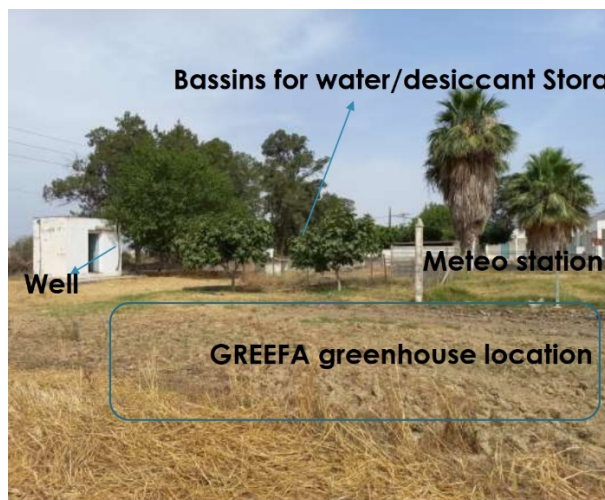 Bassins for water/desiccant Stora
Meteo station
Well
GREEFA greenhouse location